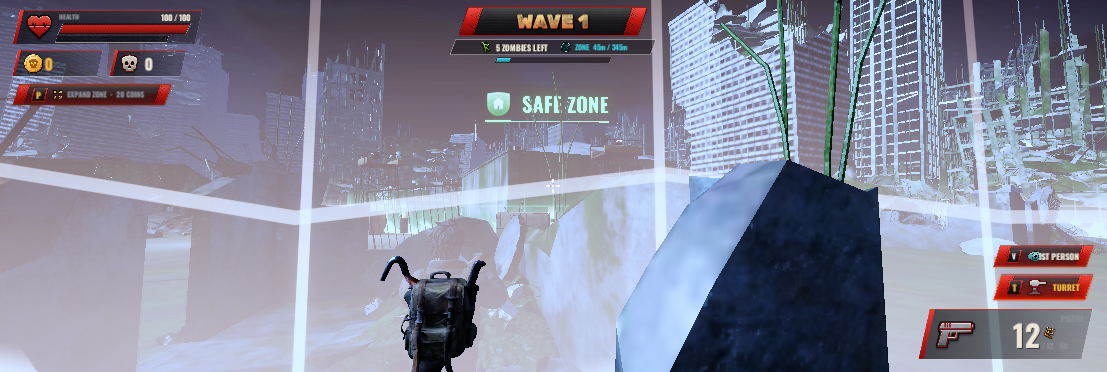 HEALTH 100 / 100
WAVE 1
5 ZOMBIES LEFT ZONE 45m / 345m
0 0
P EXPAND ZONE - 20 COINS
SAFE ZONE
V 1ST PERSON
T TURRET
12